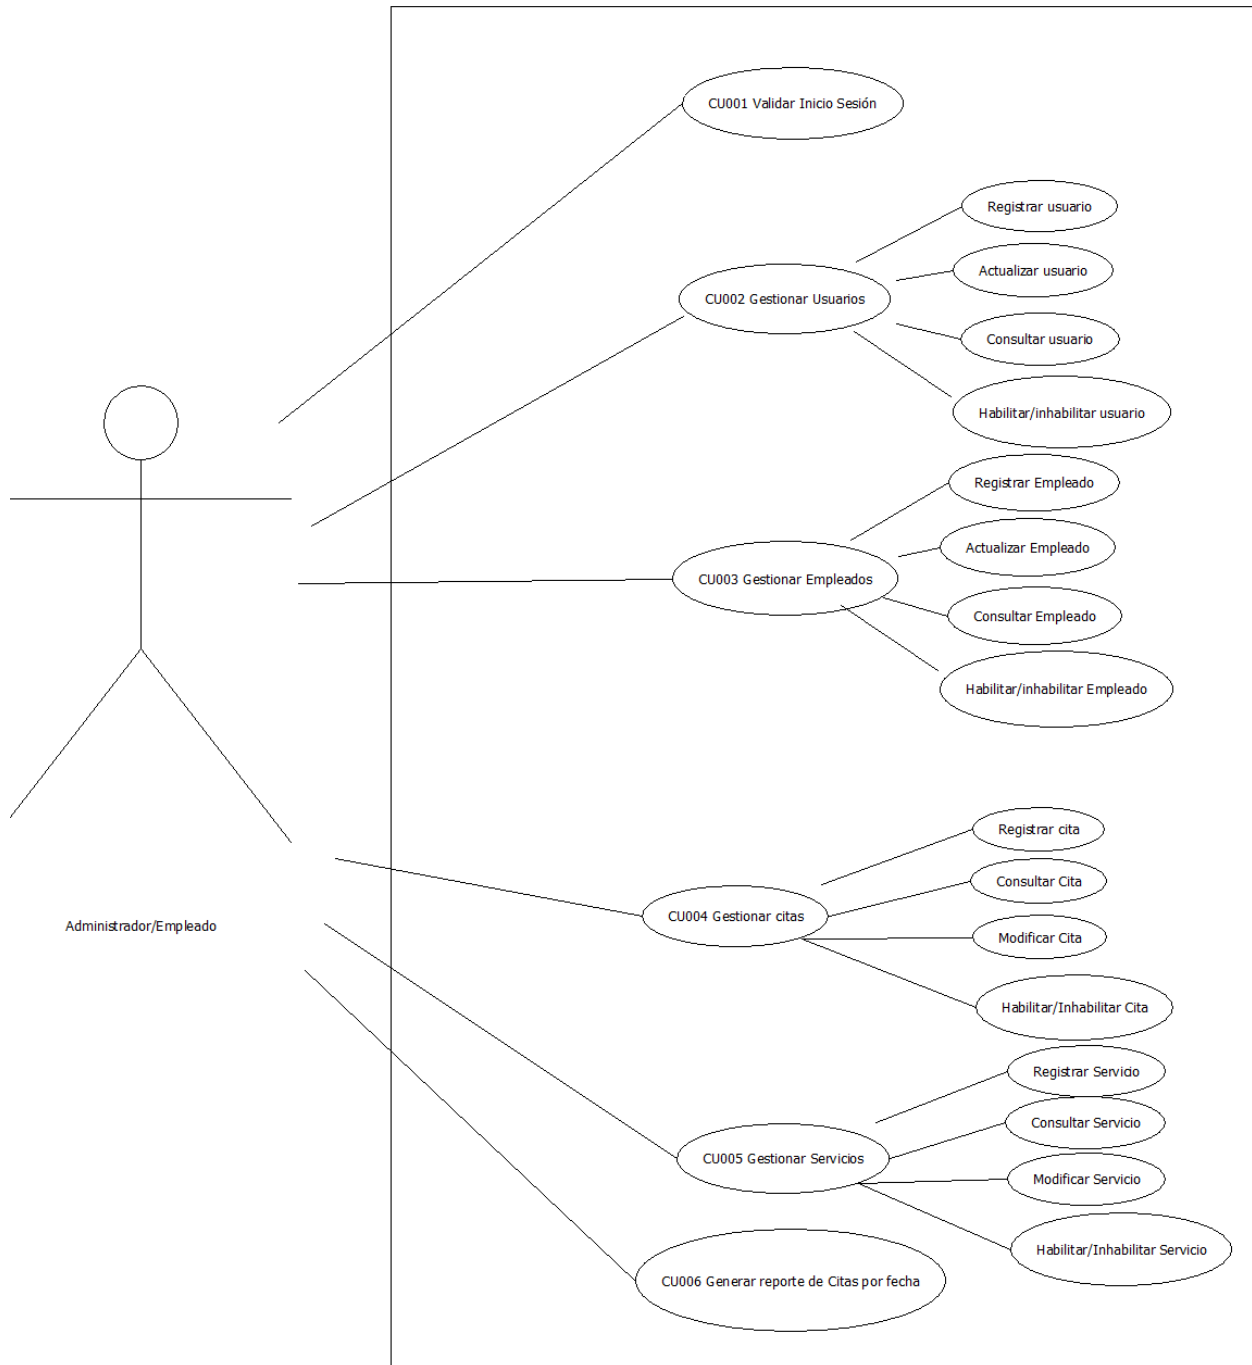 CU001 Validar Inicio Sesión
Registrar usuario
Actualizar usuario
CU002 Gestionar Usuarios
Consultar usuario
Habilitar/inhabilitar usuario
Registrar Empleado
Actualizar Empleado
CU003 Gestionar Empleados
Consultar Empleado
Habilitar/inhabilitar Empleado
Registrar cita
Consultar Cita
CU004 Gestionar citas
Administrador/Empleado
Modificar Cita
Habilitar/Inhabilitar Cita
Registrar Servicio
Consultar Servicio
CU005 Gestionar Servicios
Modificar Servicio
Habilitar/Inhabilitar Servicio
CU006 Generar reporte de Citas por fecha